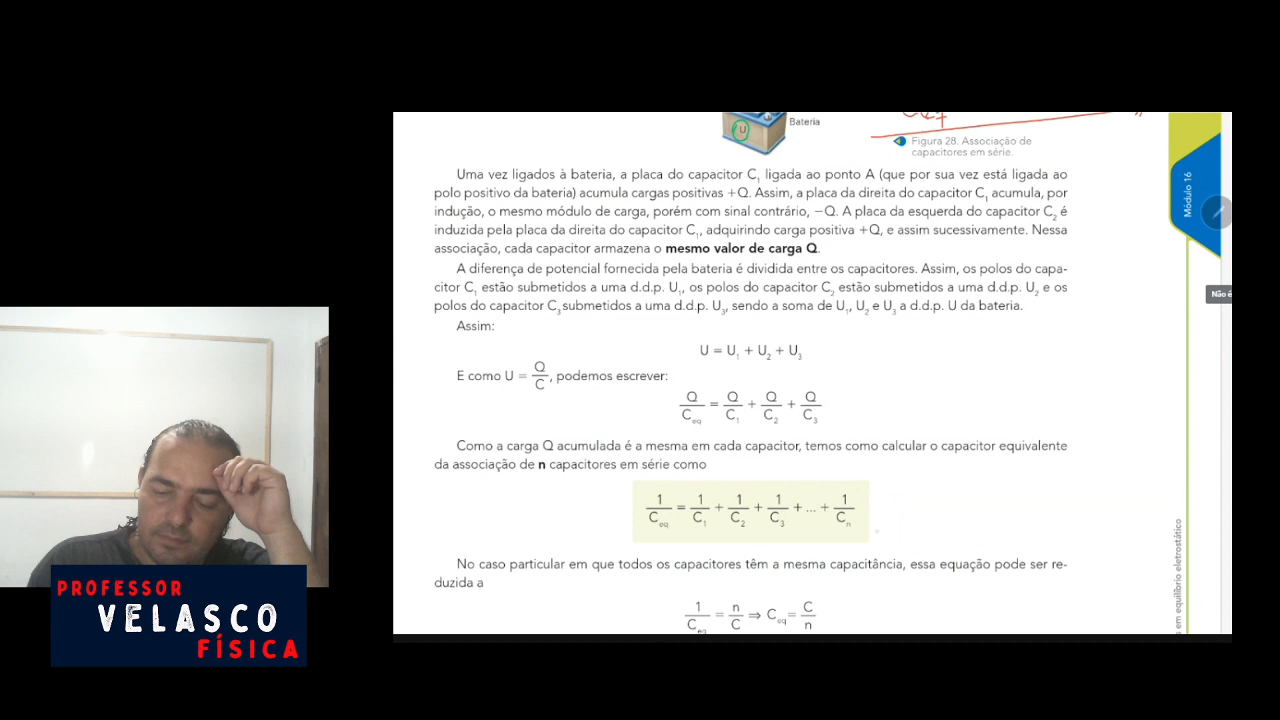 U
Bateria
Figura 28. Associação de
capacitores em série.
Uma vez ligados à bateria, a placa do capacitor C₁ ligada ao ponto A (que por sua vez está ligada ao
polo positivo da bateria) acumula cargas positivas +Q. Assim, a placa da direita do capacitor C₁ acumula, por
indução, o mesmo módulo de carga, porém com sinal contrário, −Q. A placa da esquerda do capacitor C₂ é
induzida pela placa da direita do capacitor C₁, adquirindo carga positiva +Q, e assim sucessivamente. Nessa
associação, cada capacitor armazena o mesmo valor de carga Q.
A diferença de potencial fornecida pela bateria é dividida entre os capacitores. Assim, os polos do capa-
citor C₁ estão submetidos a uma d.d.p. U₁, os polos do capacitor C₂ estão submetidos a uma d.d.p. U₂ e os
polos do capacitor C₃ submetidos a uma d.d.p. U₃, sendo a soma de U₁, U₂ e U₃ a d.d.p. U da bateria.
Assim:
U = U₁ + U₂ + U₃
E como U = Q/C, podemos escrever:
Q/Ceq = Q/C₁ + Q/C₂ + Q/C₃
Como a carga Q acumulada é a mesma em cada capacitor, temos como calcular o capacitor equivalente
da associação de n capacitores em série como
1/Ceq = 1/C₁ + 1/C₂ + 1/C₃ + ... + 1/Cn
No caso particular em que todos os capacitores têm a mesma capacitância, essa equação pode ser re-
duzida a
1/Ceq = n/C ⇒ Ceq = C/n
Módulo 16
Não é
s em equilíbrio eletrostático
PROFESSOR
VELASCO
FÍSICA